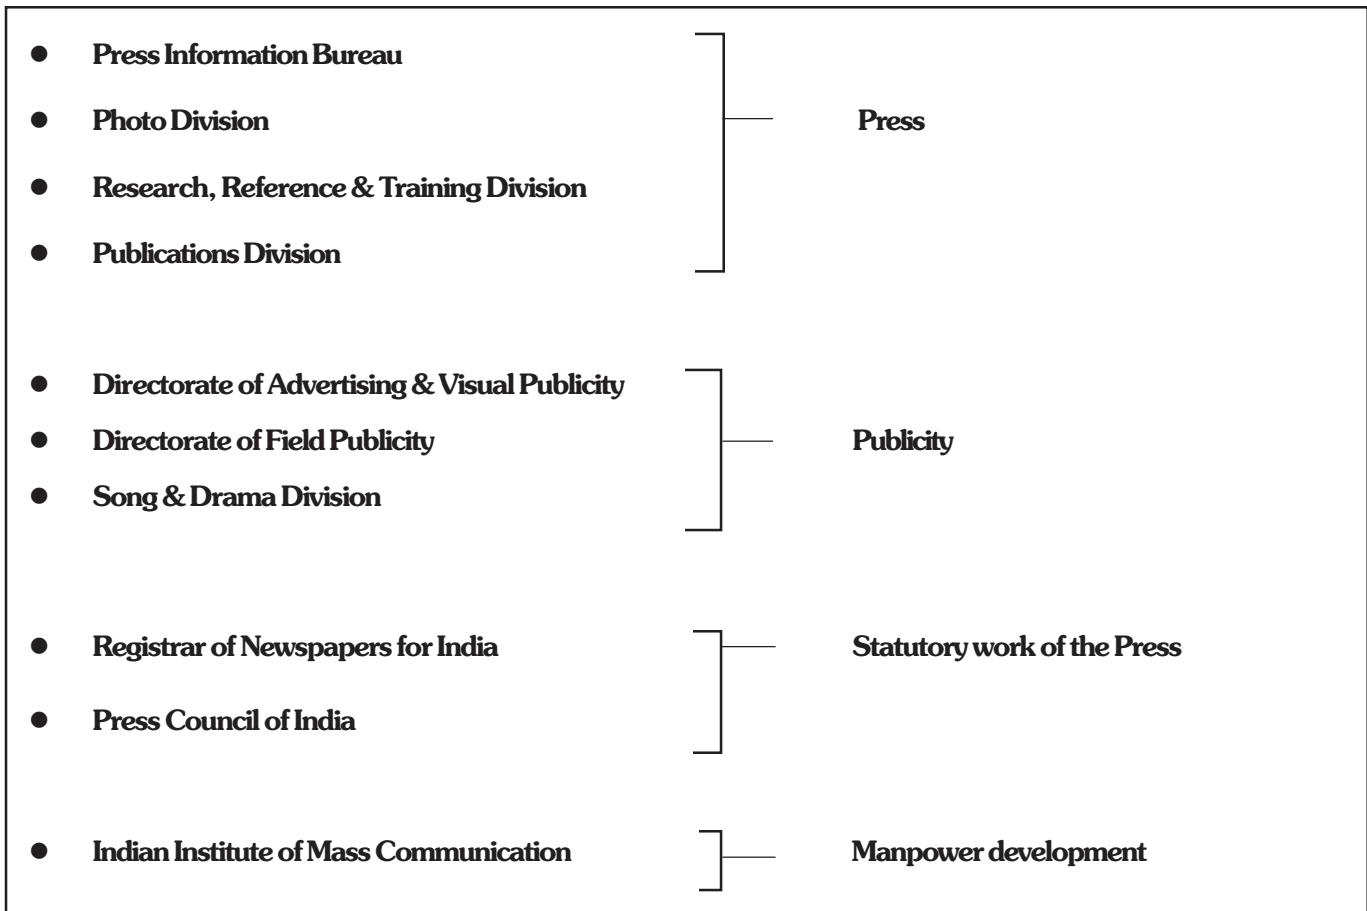 ● Press Information Bureau
● Photo Division Press
● Research, Reference & Training Division
● Publications Division
● Directorate of Advertising & Visual Publicity
● Directorate of Field Publicity Publicity
● Song & Drama Division
● Registrar of Newspapers for India Statutory work of the Press
● Press Council of India
● Indian Institute of Mass Communication Manpower development